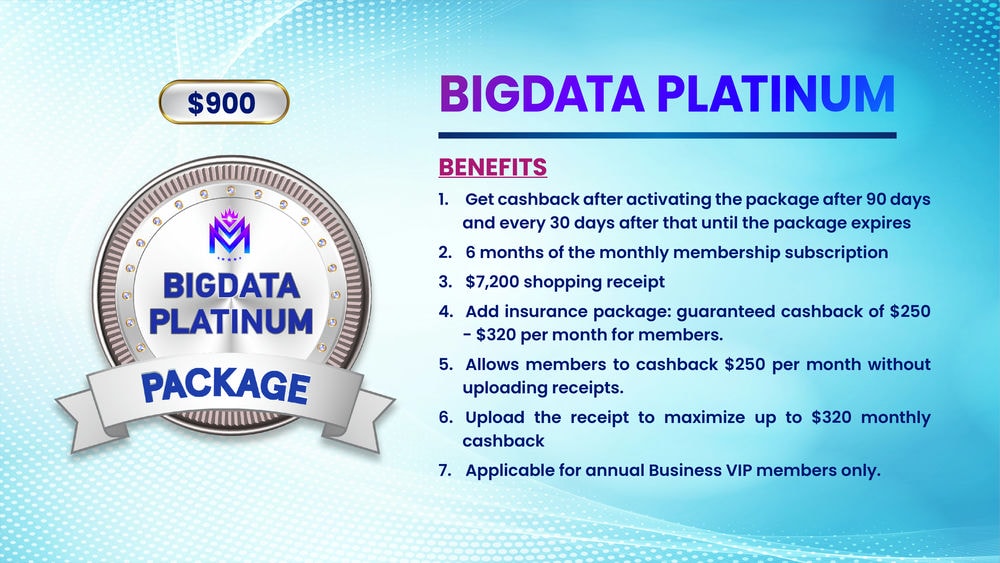 $900
BIGDATA
PLATINUM
PACKAGE
BIGDATA PLATINUM
BENEFITS
1. Get cashback after activating the package after 90 days
and every 30 days after that until the package expires
2. 6 months of the monthly membership subscription
3. $7,200 shopping receipt
4. Add insurance package: guaranteed cashback of $250
- $320 per month for members.
5. Allows members to cashback $250 per month without
uploading receipts.
6. Upload the receipt to maximize up to $320 monthly
cashback
7. Applicable for annual Business VIP members only.